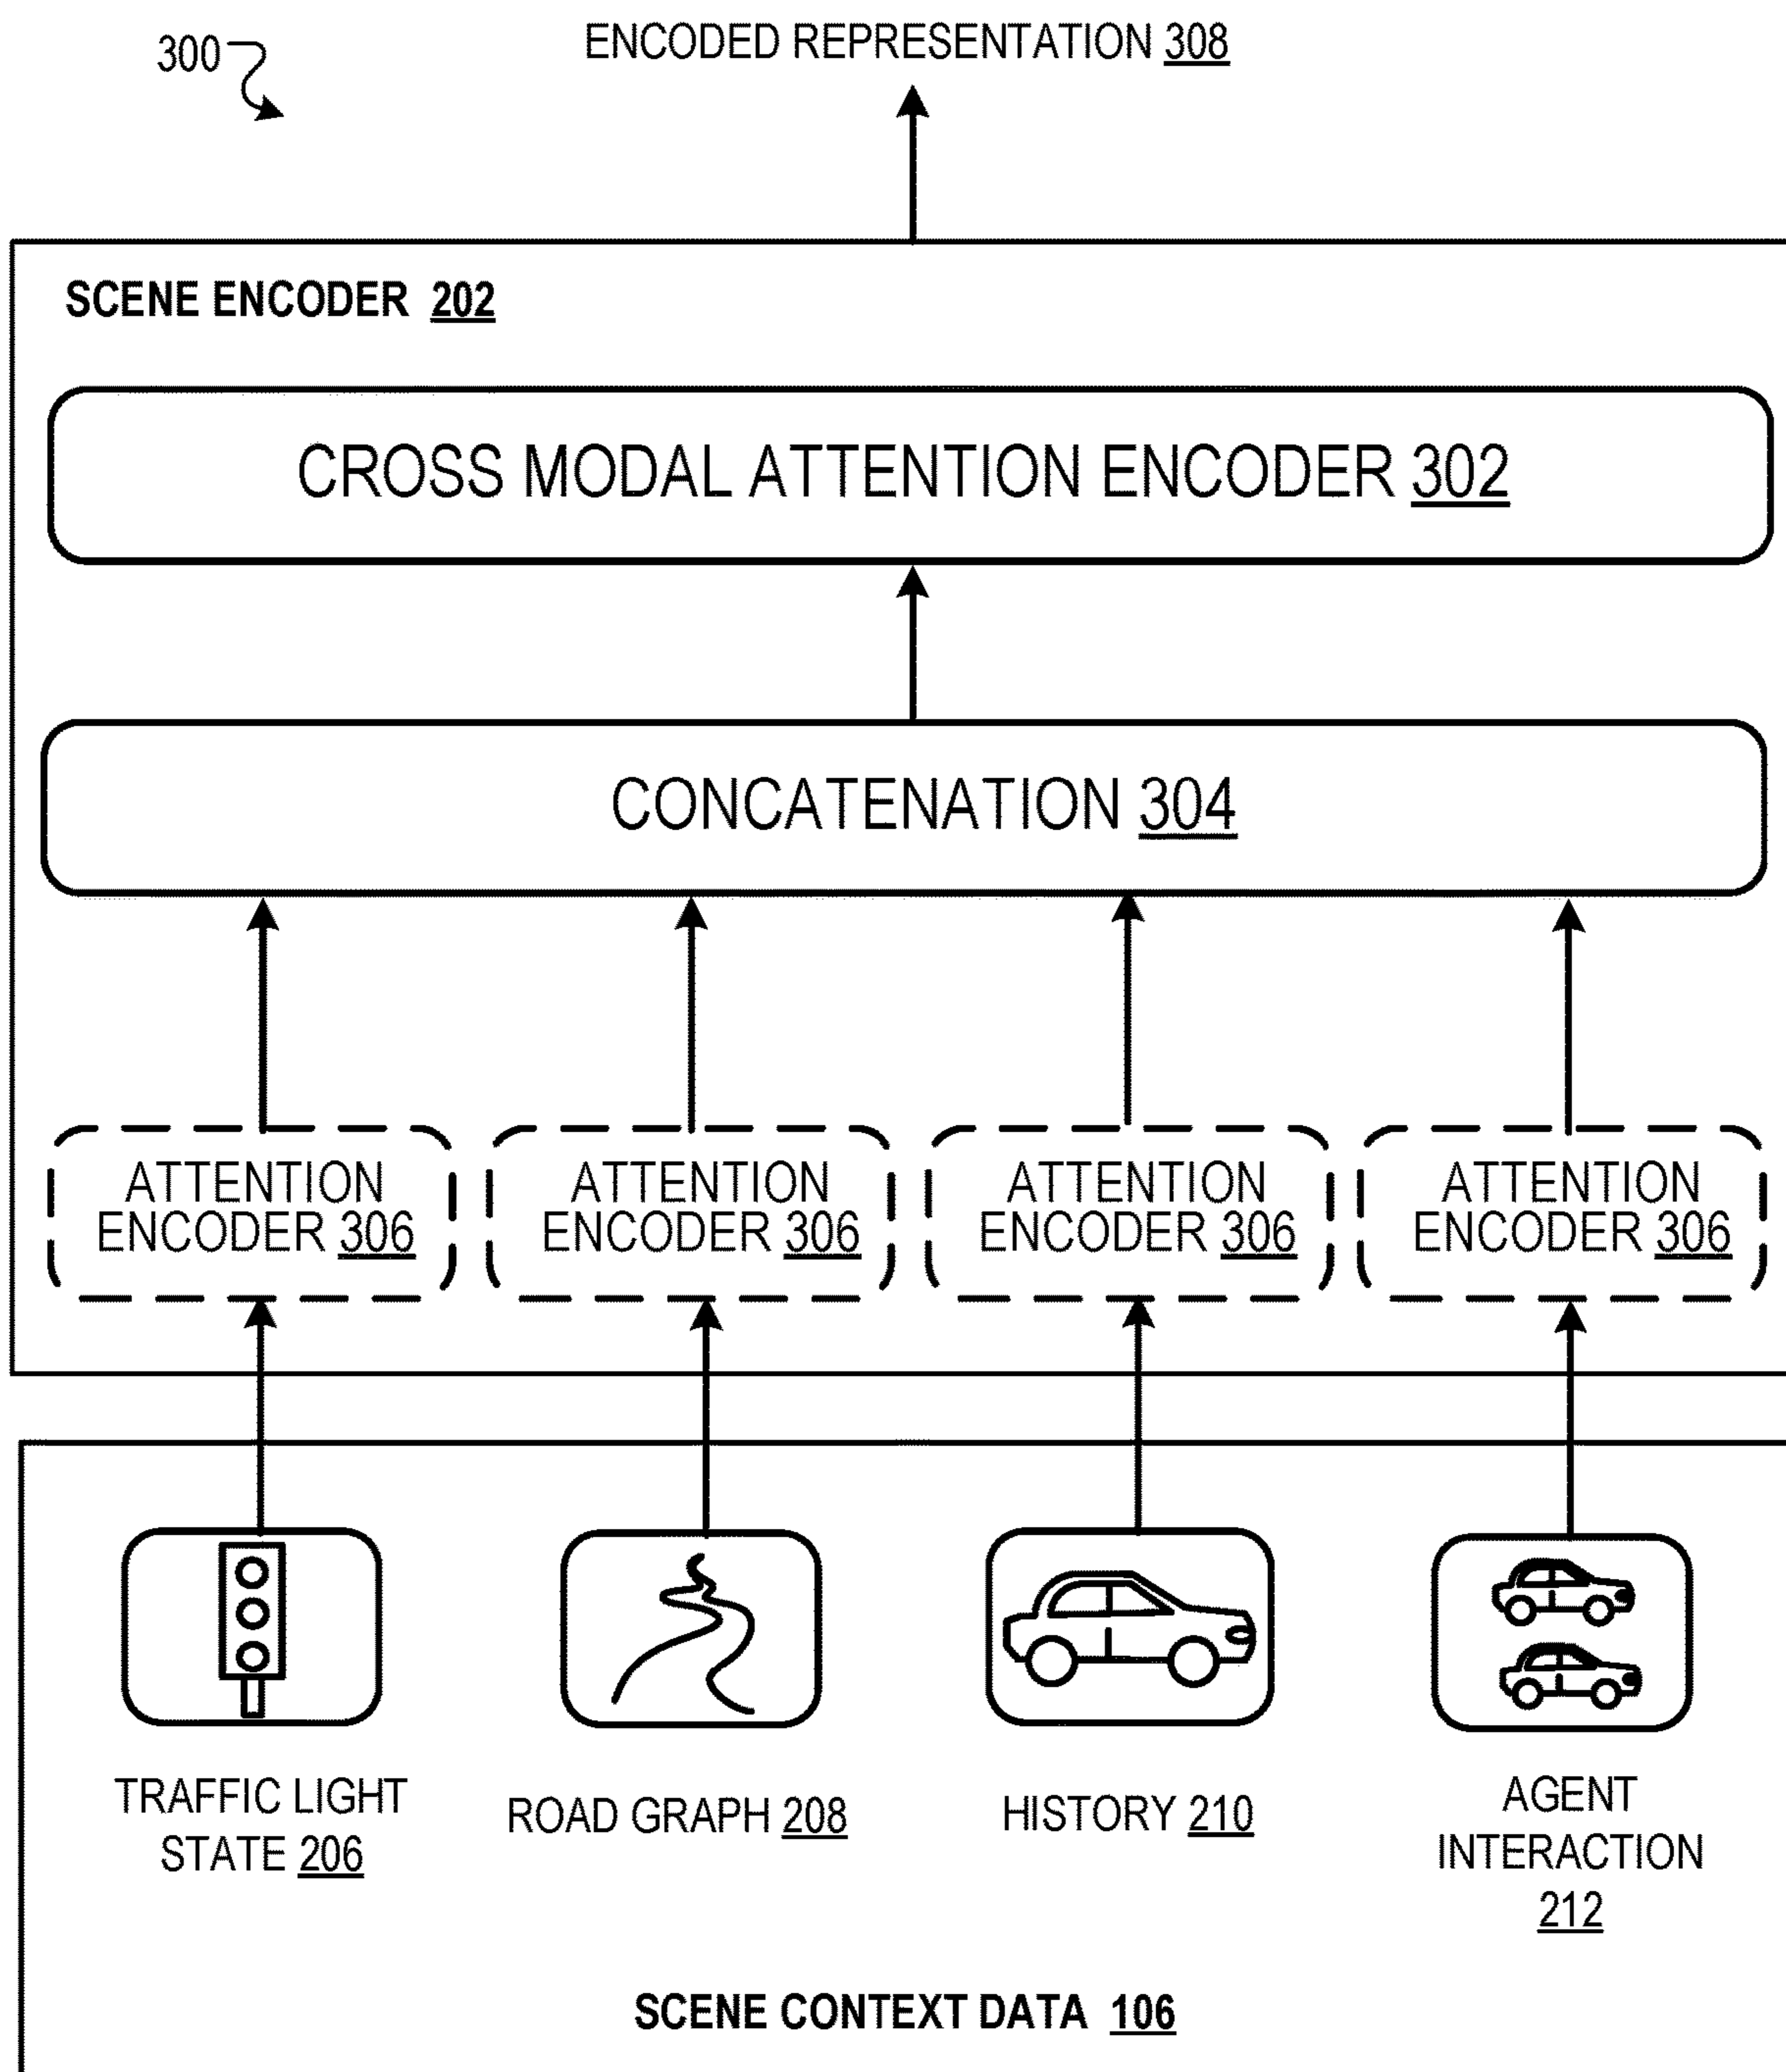 300
ENCODED REPRESENTATION 308
SCENE ENCODER 202
CROSS MODAL ATTENTION ENCODER 302
CONCATENATION 304
ATTENTION
ENCODER 306
ATTENTION
ENCODER 306
ATTENTION
ENCODER 306
ATTENTION
ENCODER 306
TRAFFIC LIGHT
STATE 206
ROAD GRAPH 208
HISTORY 210
AGENT
INTERACTION
212
SCENE CONTEXT DATA 106